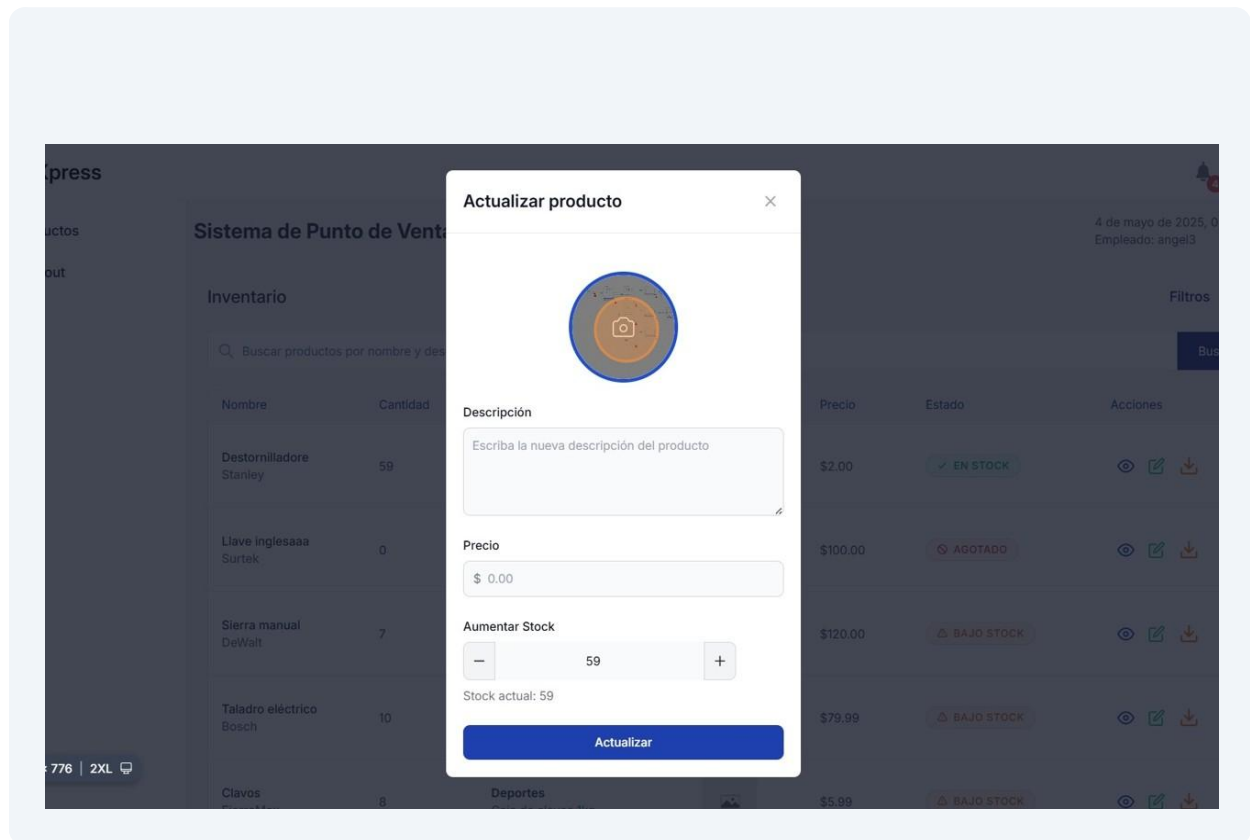 Xpress
uctos
out
Sistema de Punto de Venta
4 de mayo de 2025, 0
Empleado: angel3
Inventario
Filtros
Buscar productos por nombre y des
Bus
Nombre
Cantidad
Precio
Estado
Acciones
Destornilladore
Stanley
59
$2.00
EN STOCK
Llave inglesaaa
Surtek
0
$100.00
AGOTADO
Sierra manual
DeWalt
7
$120.00
BAJO STOCK
Taladro eléctrico
Bosch
10
$79.99
BAJO STOCK
Clavos
8
Deportes
$5.99
BAJO STOCK
776 | 2XL
4
Actualizar producto
Descripción
Escriba la nueva descripción del producto
Precio
$ 0.00
Aumentar Stock
− 59 +
Stock actual: 59
Actualizar